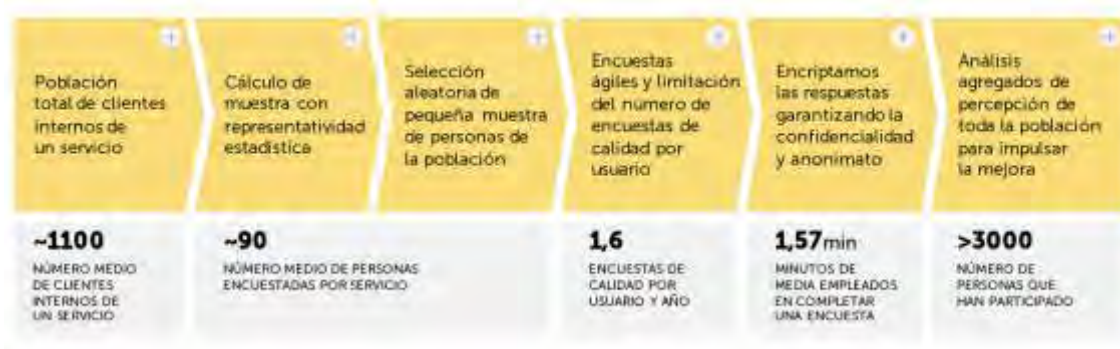 Población
total de clientes
internos de
un servicio
Cálculo de
muestra con
representatividad
estadística
Selección
aleatoria de
pequeña muestra
de personas de
la población
Encuestas
ágiles y limitación
del número de
encuestas de
calidad por
usuario
Encriptamos
las respuestas
garantizando la
confidencialidad
y anonimato
Análisis
agregados de
percepción de
toda la población
para impulsar
la mejora
~1100
NÚMERO MEDIO
DE CLIENTES
INTERNOS DE
UN SERVICIO
~90
NÚMERO MEDIO DE PERSONAS
ENCUESTADAS POR SERVICIO
1,6
ENCUESTAS DE
CALIDAD POR
USUARIO Y AÑO
1,57min
MINUTOS DE
MEDIA EMPLEADOS
EN COMPLETAR
UNA ENCUESTA
>3000
NÚMERO DE
PERSONAS QUE
HAN PARTICIPADO